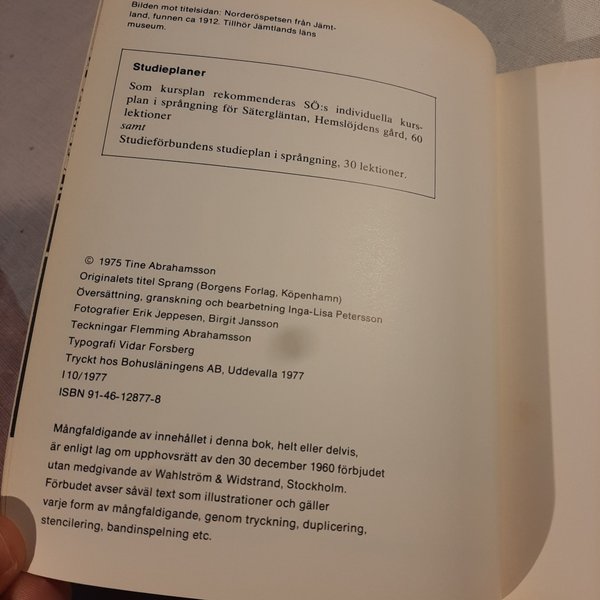 Bilden mot titelsidan: Norderöspetsen från Jämt-
land, funnen ca 1912. Tillhör Jämtlands läns
museum.
Studieplaner
Som kursplan rekommenderas SÖ:s individuella kurs-
plan i språngning för Sätergläntan, Hemslöjdens gård, 60
lektioner
samt
Studieförbundens studieplan i språngning, 30 lektioner.
© 1975 Tine Abrahamsson
Originalets titel Sprang (Borgens Forlag, Köpenhamn)
Översättning, granskning och bearbetning Inga-Lisa Petersson
Fotografier Erik Jeppesen, Birgit Jansson
Teckningar Flemming Abrahamsson
Typografi Vidar Forsberg
Tryckt hos Bohusläningens AB, Uddevalla 1977
I 10/1977
ISBN 91-46-12877-8
Mångfaldigande av innehållet i denna bok, helt eller delvis,
är enligt lag om upphovsrätt av den 30 december 1960 förbjudet
utan medgivande av Wahlström & Widstrand, Stockholm.
Förbudet avser såväl text som illustrationer och gäller
varje form av mångfaldigande, genom tryckning, duplicering,
stencilering, bandinspelning etc.